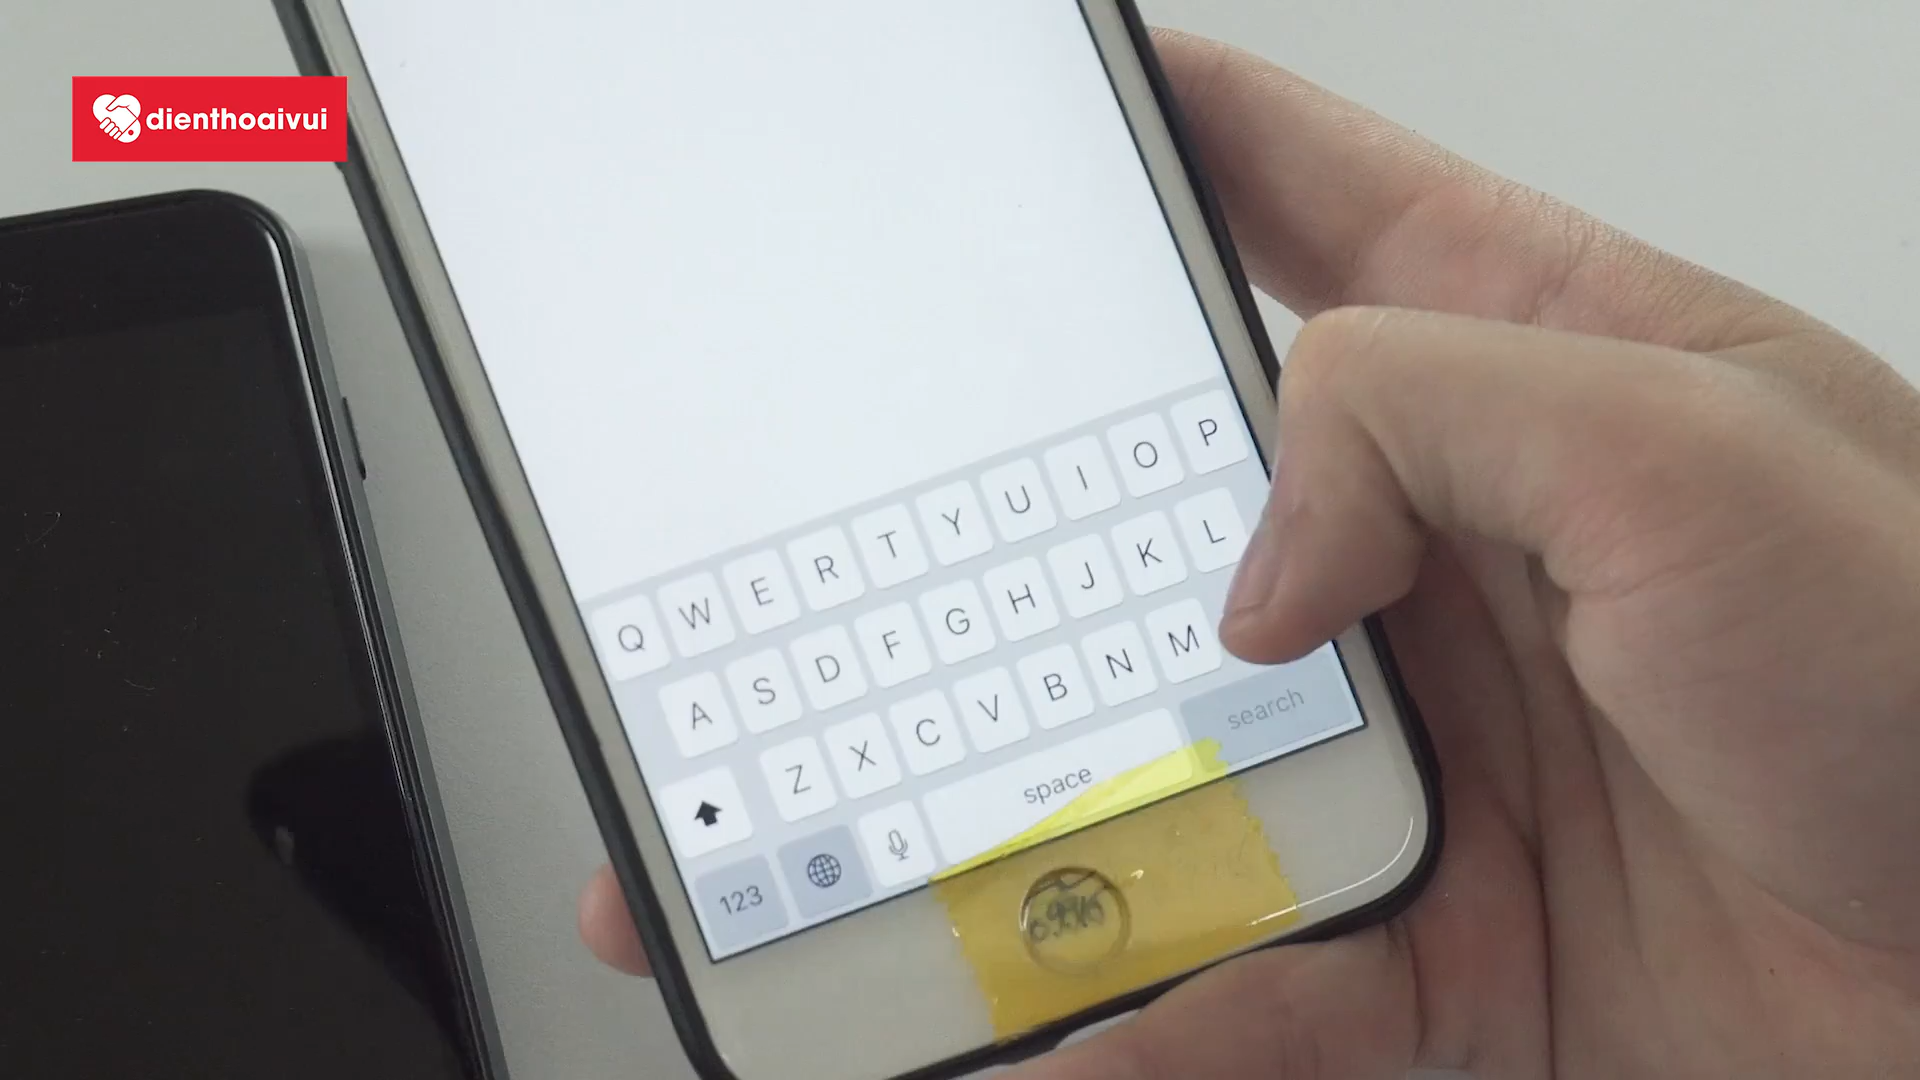 dienthoaivui
Q W E R T Y U I O P
A S D F G H J K L
Z X C V B N M
123 space search